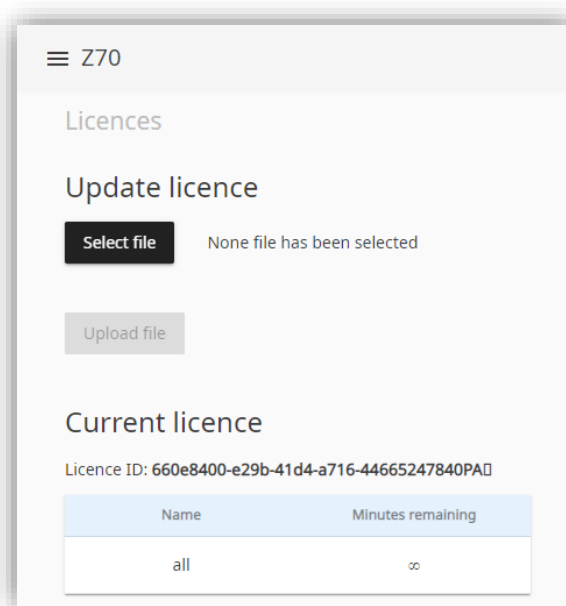 Z70
Licences
Update licence
Select file None file has been selected
Upload file
Current licence
Licence ID: 660e8400-e29b-41d4-a716-44665247840PA▯
Name Minutes remaining
all ∞